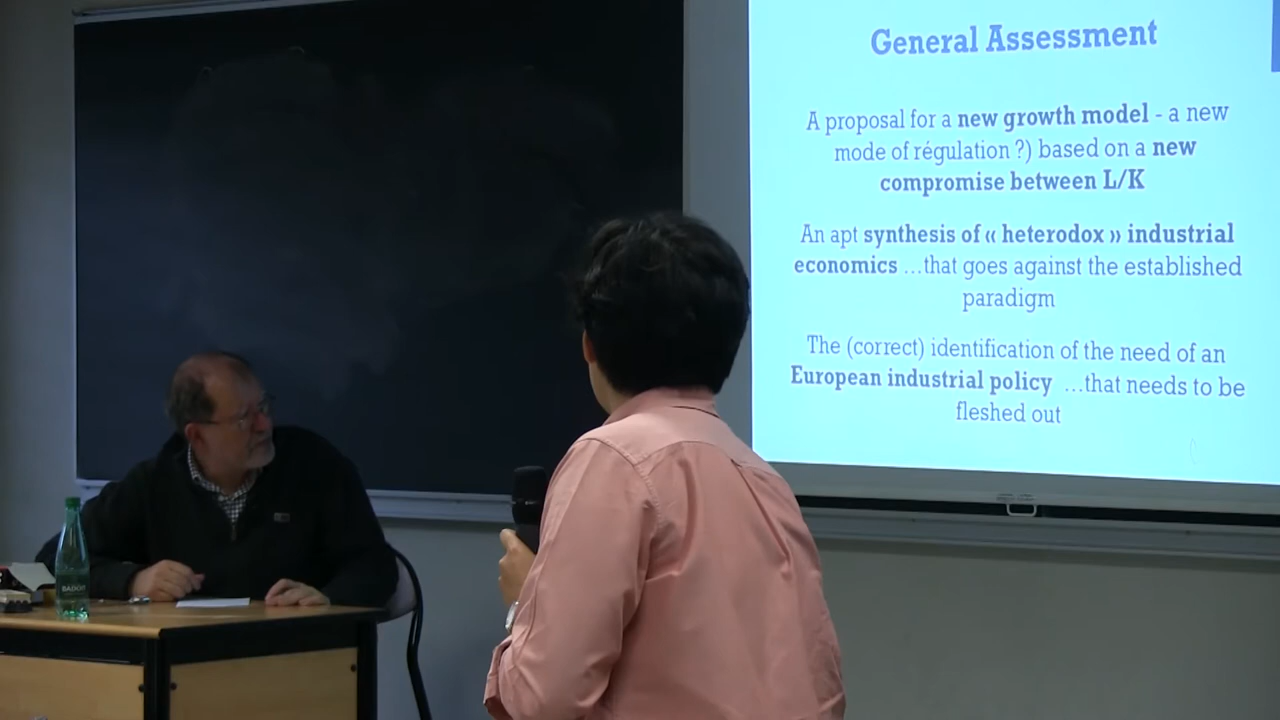 General Assessment
A proposal for a new growth model - a new
mode of régulation ?) based on a new
compromise between L/K
An apt synthesis of « heterodox » industrial
economics ...that goes against the established
paradigm
The (correct) identification of the need of an
European industrial policy ...that needs to be
fleshed out
BADOIT